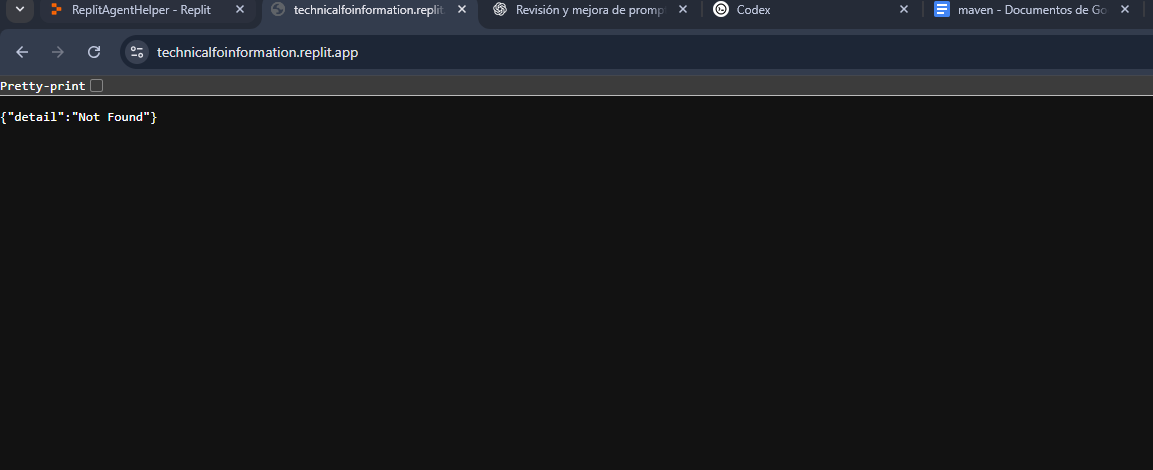 ReplitAgentHelper - Replit
technicalfoinformation.replit
Revisión y mejora de promp
Codex
maven - Documentos de Go
technicalfoinformation.replit.app
Pretty-print
{"detail":"Not Found"}